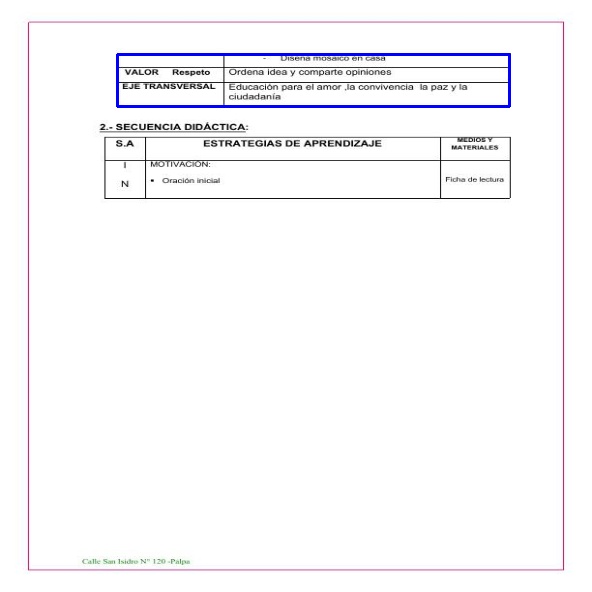 - Diseña mosaico en casa
VALOR Respeto Ordena idea y comparte opiniones
EJE TRANSVERSAL Educación para el amor ,la convivencia la paz y la
ciudadanía
2.- SECUENCIA DIDÁCTICA:
S.A ESTRATEGIAS DE APRENDIZAJE MEDIOS Y
MATERIALES
I MOTIVACION:
N ▪ Oración inicial Ficha de lectura
Calle San Isidro N° 120 -Palpa